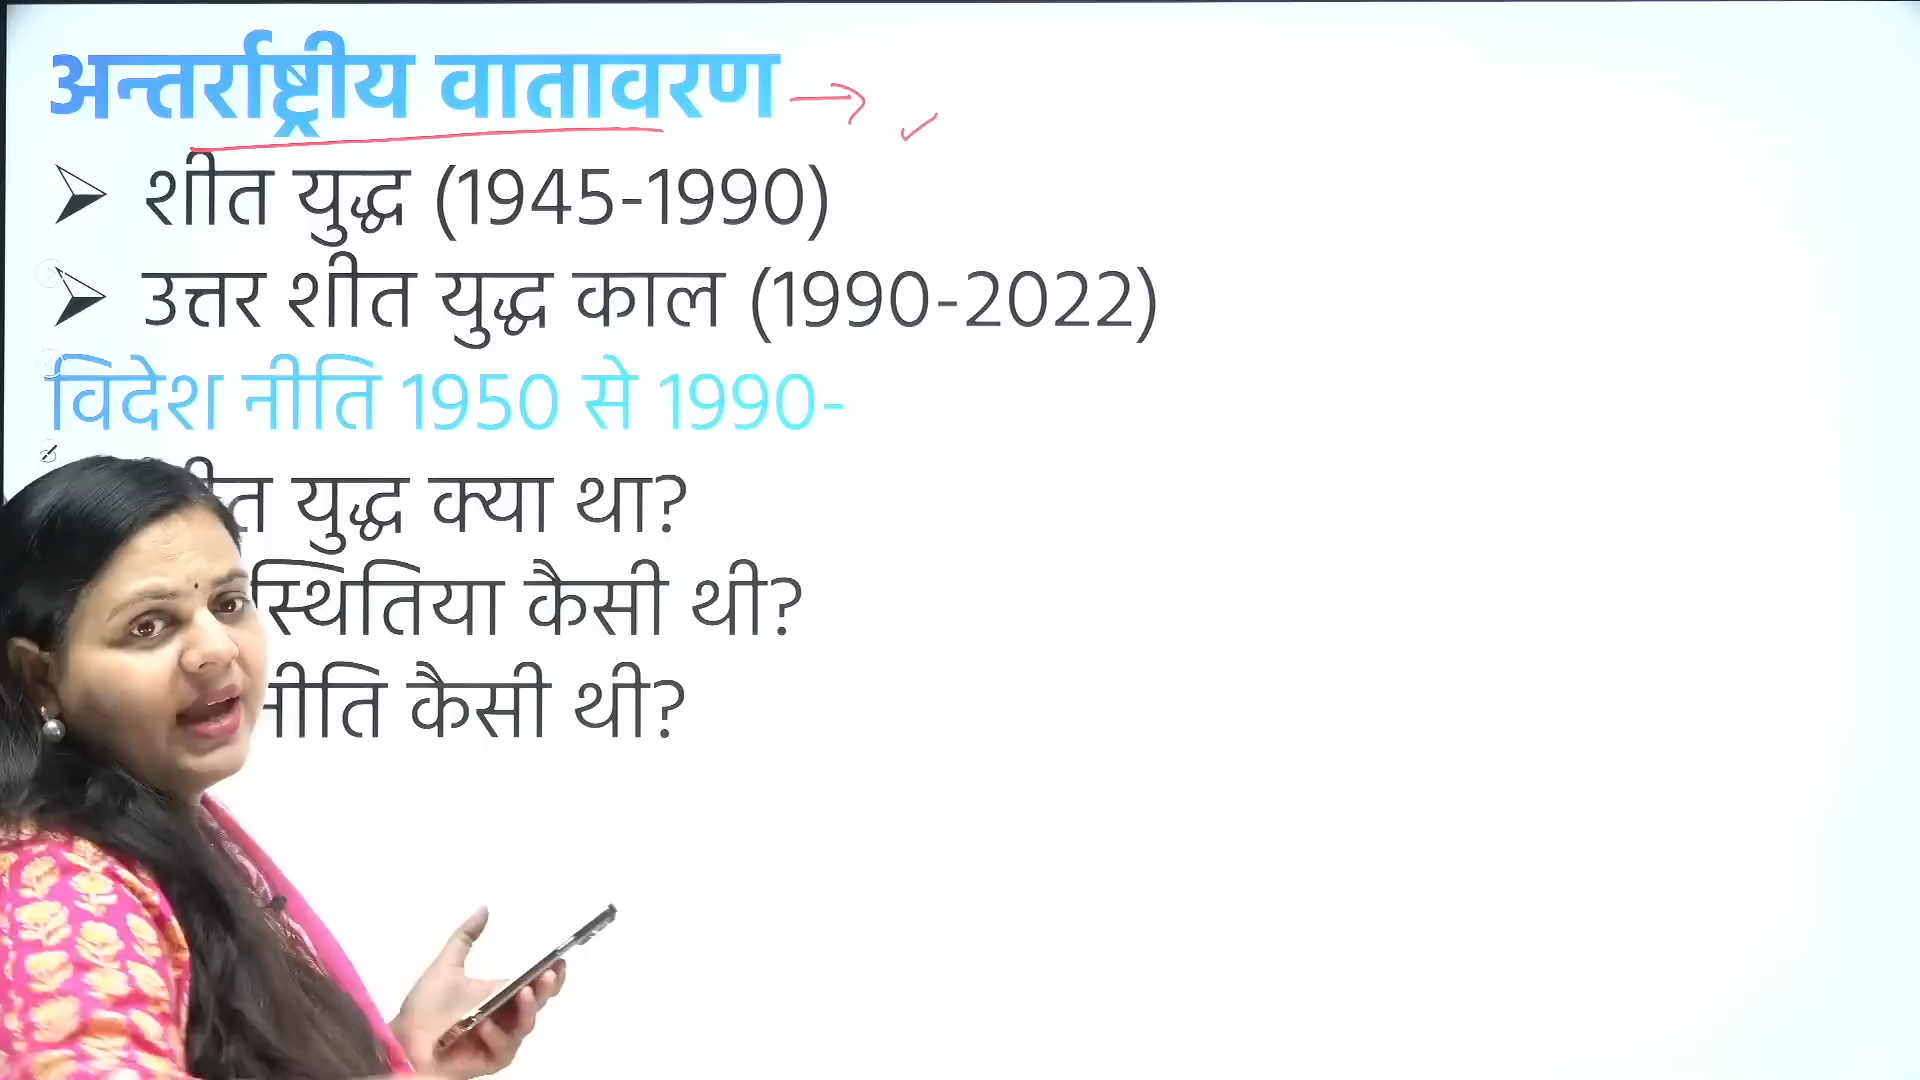 अन्तर्राष्ट्रीय वातावरण
शीत युद्ध (1945-1990)
उत्तर शीत युद्ध काल (1990-2022)
विदेश नीति 1950 से 1990-
युद्ध क्या था?
कैसी थी?
कैसी थी?